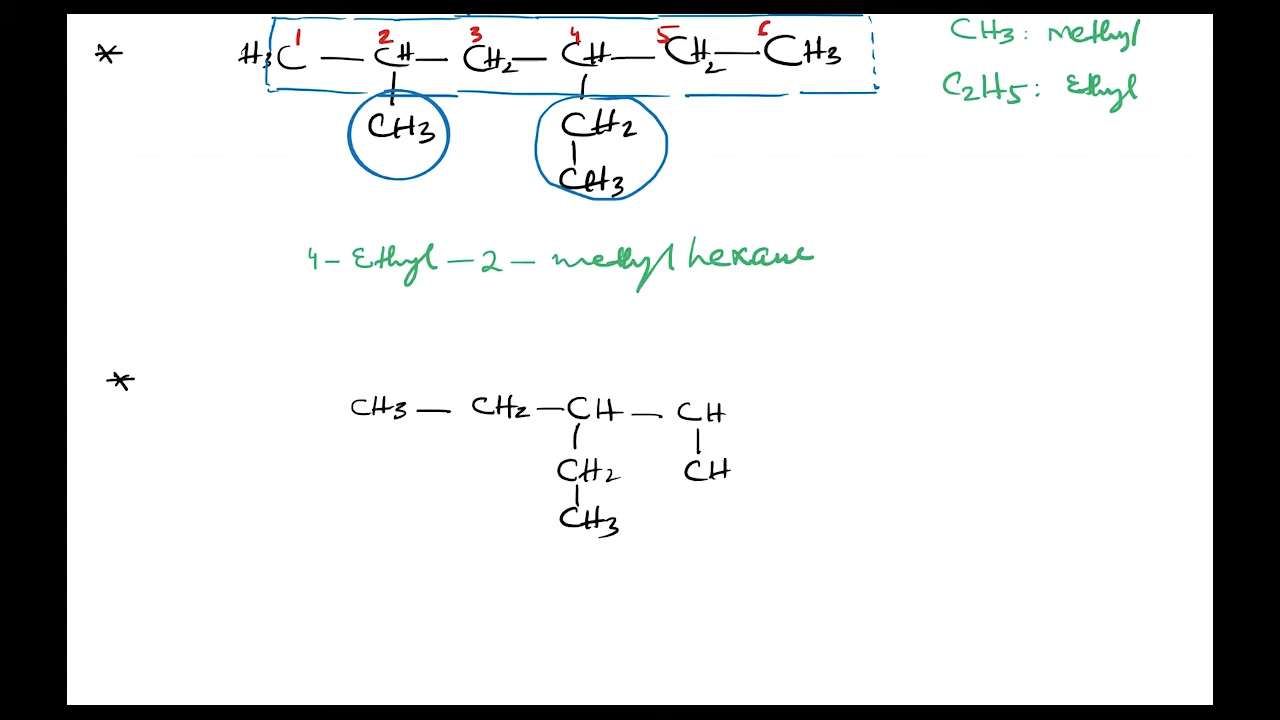 1 2 3 4 5 6
* H3C — CH — CH2 — CH — CH2 — CH3
CH3 CH2
CH3
CH3: methyl
C2H5: Ethyl
4 - Ethyl - 2 - methyl hexane
* CH3 — CH2 — CH — CH
CH2 CH
CH3